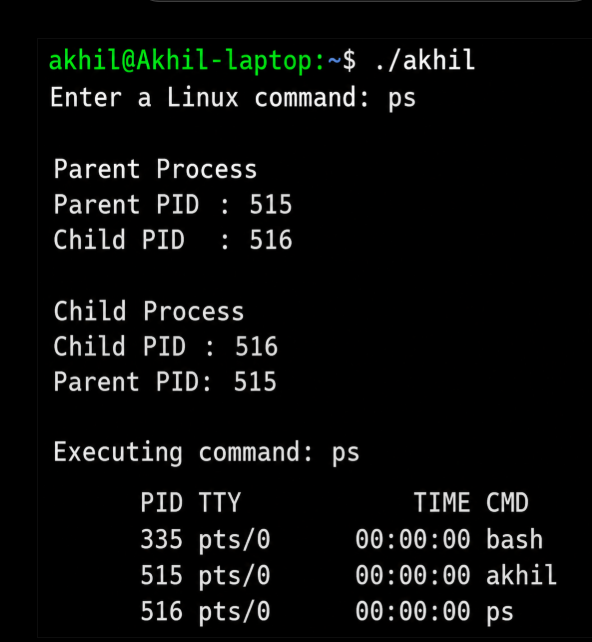 akhil@Akhil-laptop:~$ ./akhil
Enter a Linux command: ps
Parent Process
Parent PID : 515
Child PID  : 516
Child Process
Child PID : 516
Parent PID: 515
Executing command: ps
PID TTY          TIME CMD
335 pts/0    00:00:00 bash
515 pts/0    00:00:00 akhil
516 pts/0    00:00:00 ps